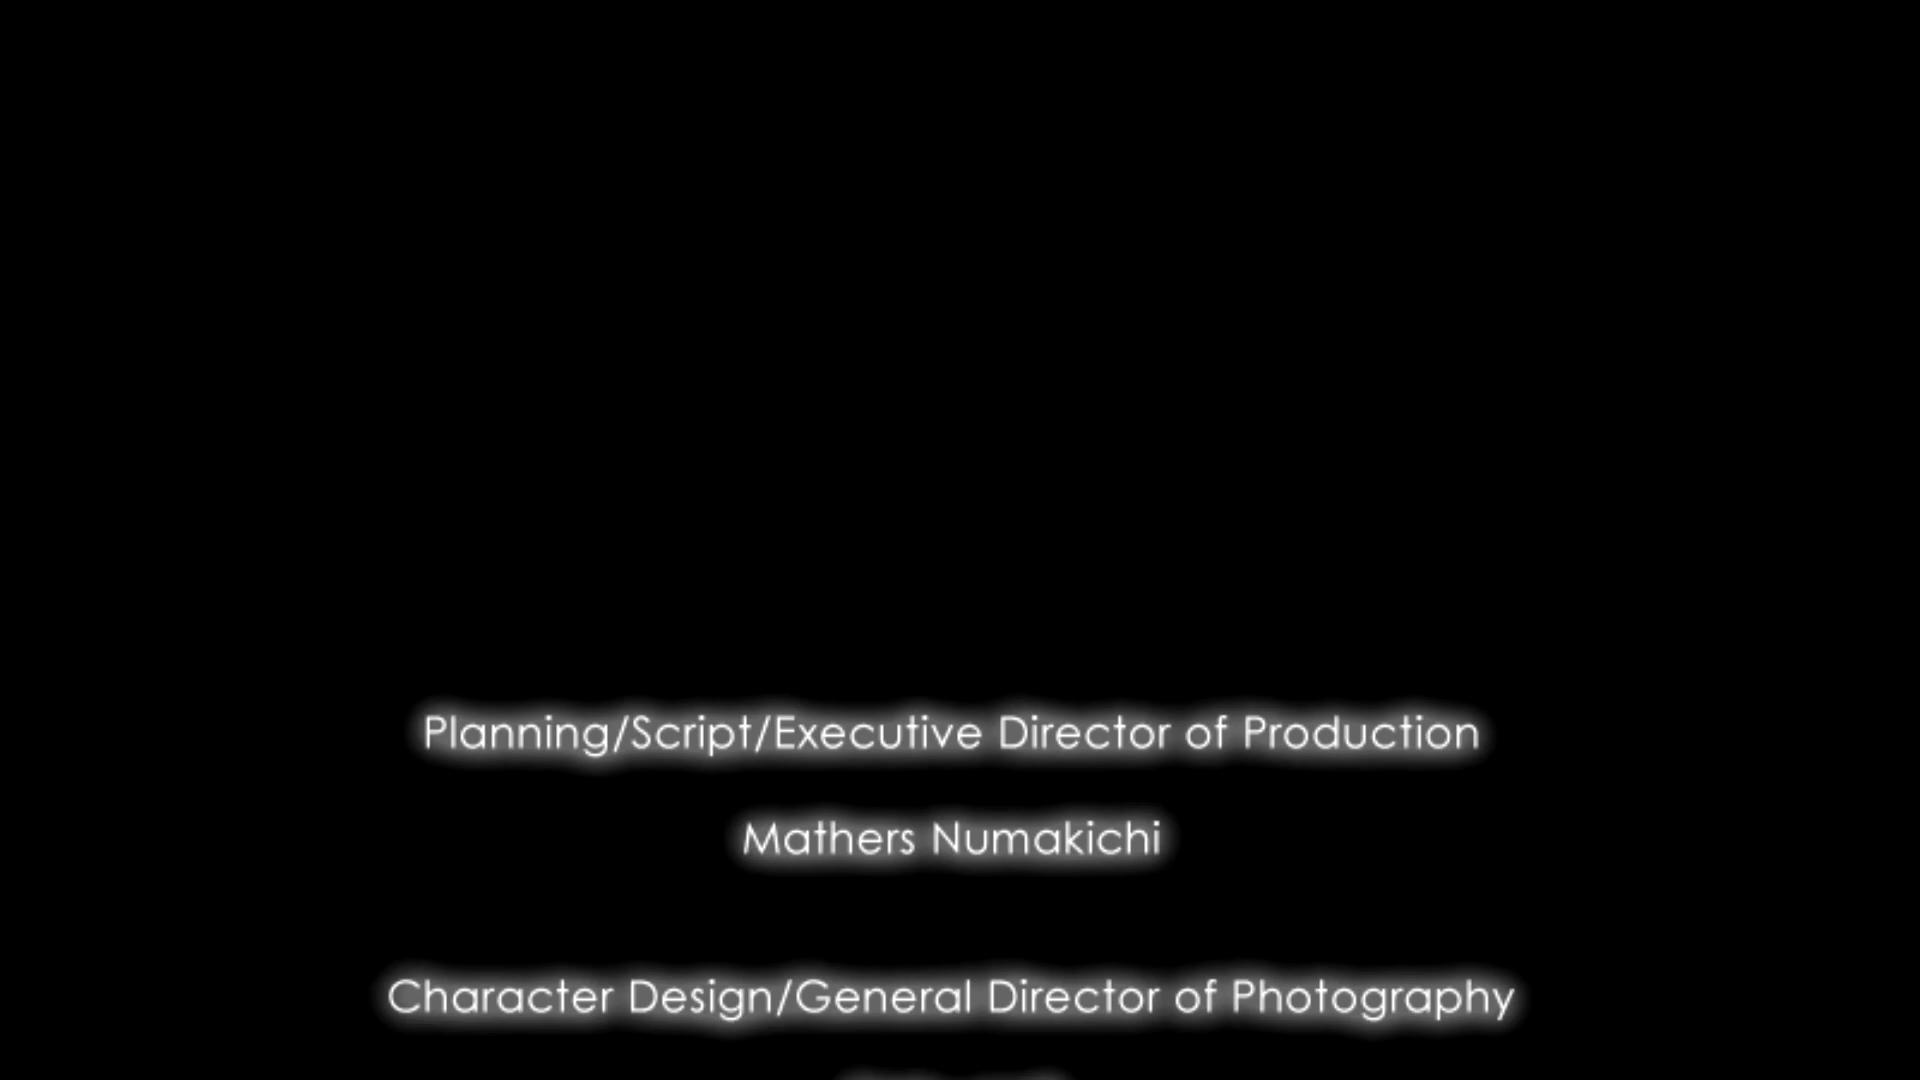 Planning/Script/Executive Director of Production
Mathers Numakichi
Character Design/General Director of Photography